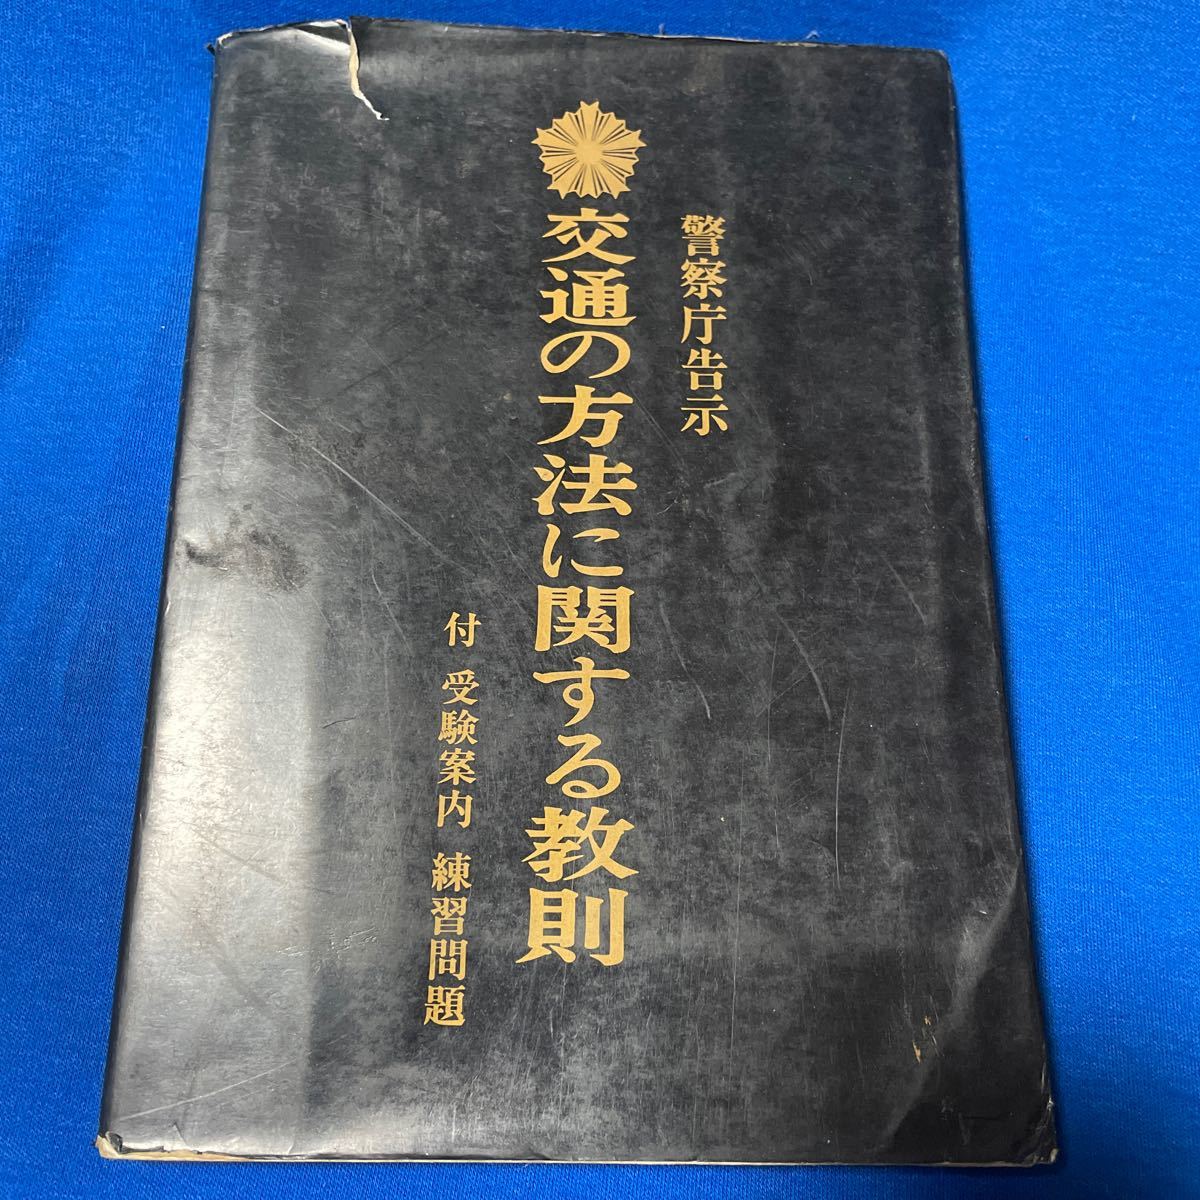 警察庁告示
交通の方法に関する教則
付 受験案内 練習問題